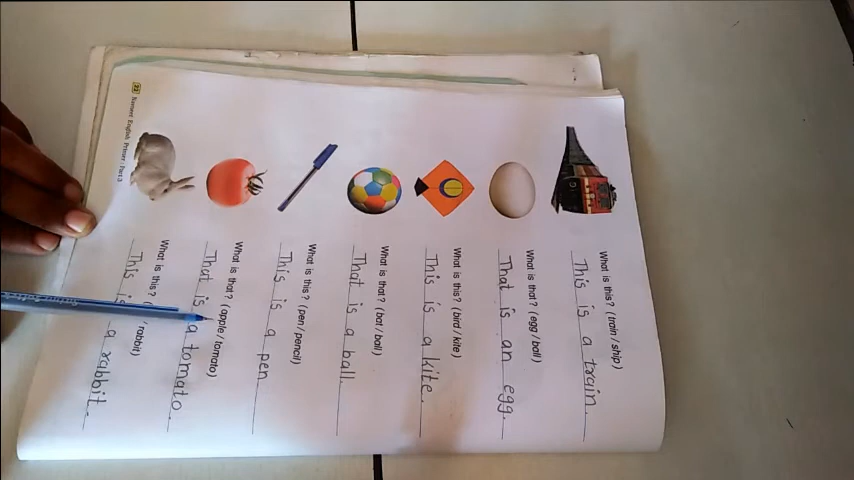 What is this? (train / ship)
This is a train.
What is that? (egg / ball)
That is an egg.
What is this? (bird / kite)
This is a kite.
What is that? (bat / ball)
That is a ball.
What is this? (pen / pencil)
This is a pen
What is that? (apple / tomato)
That is a tomato.
What is this? ( / rabbit)
This is a rabbit.
22 English Primer : Part 3